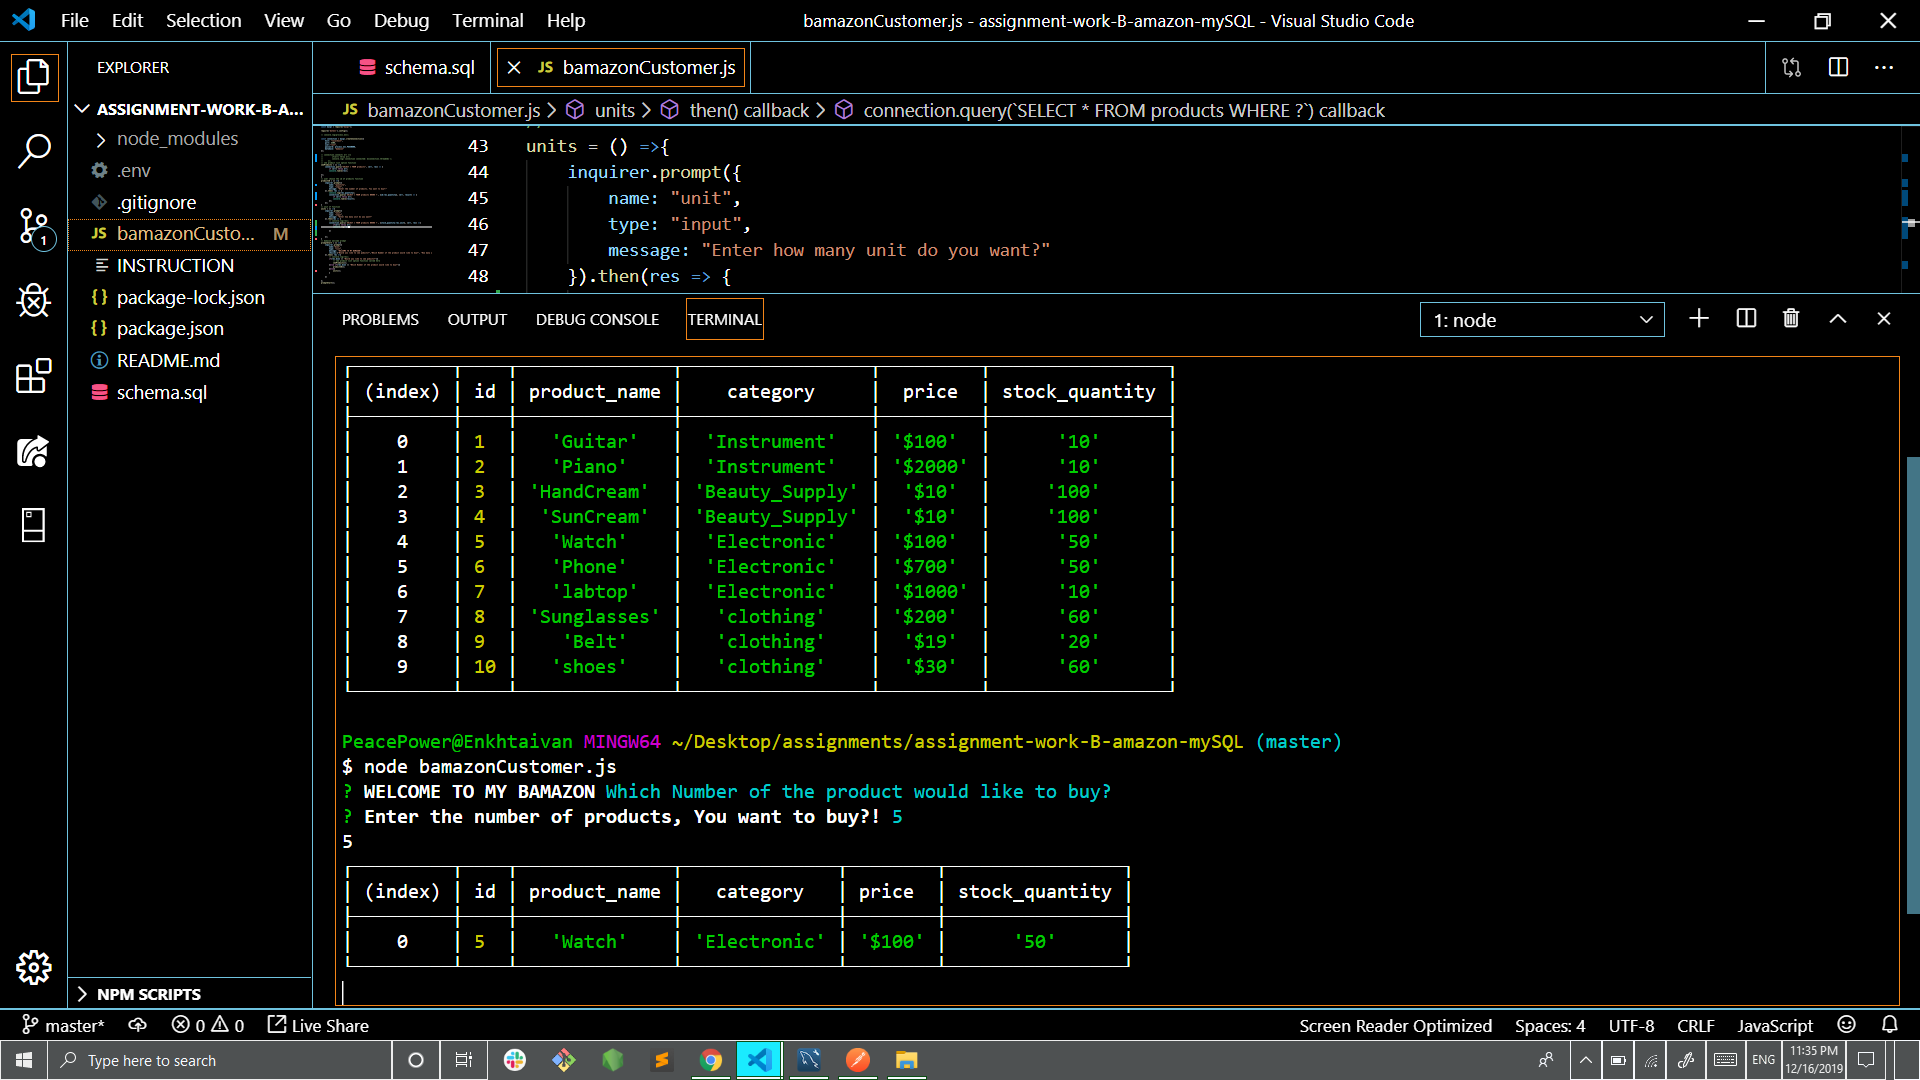 File Edit Selection View Go Debug Terminal Help
bamazonCustomer.js - assignment-work-B-amazon-mySQL - Visual Studio Code
EXPLORER
schema.sql
JS bamazonCustomer.js
ASSIGNMENT-WORK-B-A...
node_modules
.env
.gitignore
JS bamazonCusto... M
INSTRUCTION
{} package-lock.json
{} package.json
README.md
schema.sql
NPM SCRIPTS
1
JS bamazonCustomer.js > units > then() callback > connection.query(`SELECT * FROM products WHERE ?`) callback
43 units = () =>{
44 inquirer.prompt({
45 name: "unit",
46 type: "input",
47 message: "Enter how many unit do you want?"
48 }).then(res => {
PROBLEMS OUTPUT DEBUG CONSOLE TERMINAL
1: node
(index) id product_name category price stock_quantity
0 1 'Guitar' 'Instrument' '$100' '10'
1 2 'Piano' 'Instrument' '$2000' '10'
2 3 'HandCream' 'Beauty_Supply' '$10' '100'
3 4 'SunCream' 'Beauty_Supply' '$10' '100'
4 5 'Watch' 'Electronic' '$100' '50'
5 6 'Phone' 'Electronic' '$700' '50'
6 7 'labtop' 'Electronic' '$1000' '10'
7 8 'Sunglasses' 'clothing' '$200' '60'
8 9 'Belt' 'clothing' '$19' '20'
9 10 'shoes' 'clothing' '$30' '60'
PeacePower@Enkhtaivan MINGW64 ~/Desktop/assignments/assignment-work-B-amazon-mySQL (master)
$ node bamazonCustomer.js
? WELCOME TO MY BAMAZON Which Number of the product would like to buy?
? Enter the number of products, You want to buy?! 5
5
(index) id product_name category price stock_quantity
0 5 'Watch' 'Electronic' '$100' '50'
master* 0 0 Live Share
Screen Reader Optimized Spaces: 4 UTF-8 CRLF JavaScript
Type here to search
ENG
11:35 PM
12/16/2019